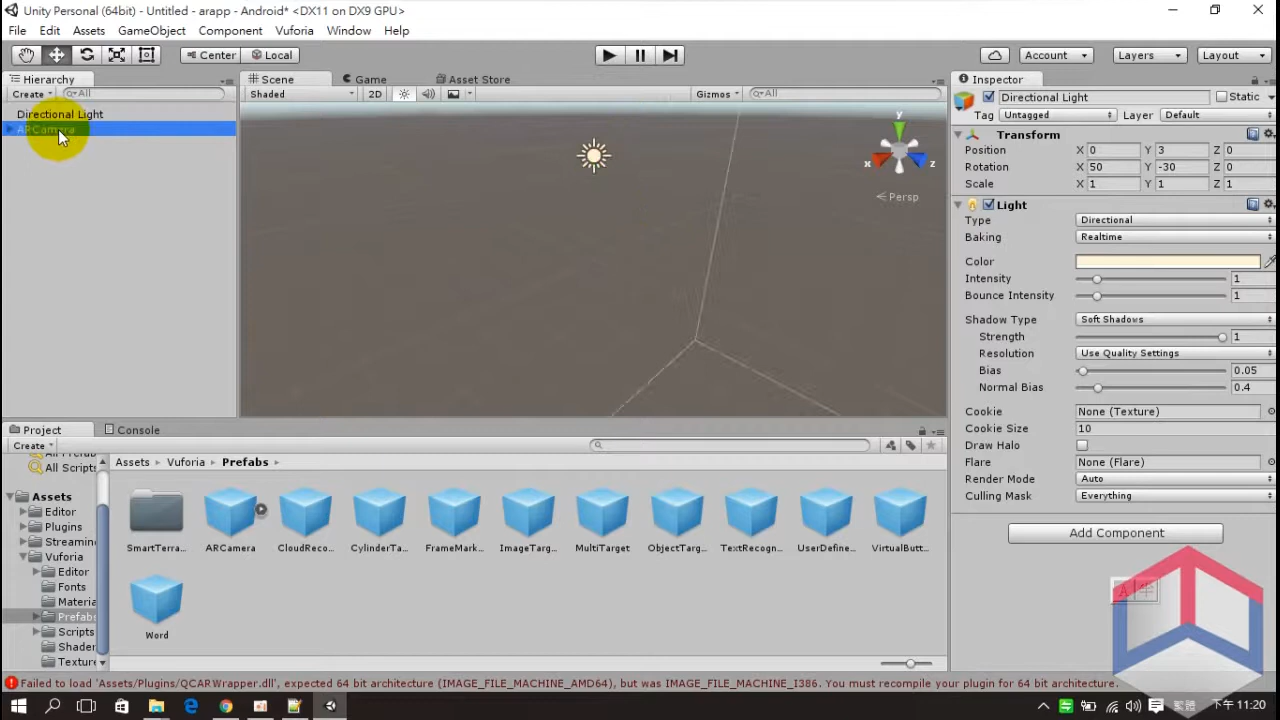 Unity Personal (64bit) - Untitled - arapp - Android* <DX11 on DX9 GPU>
File Edit Assets GameObject Component Vuforia Window Help
Center Local Account Layers Layout
Hierarchy Scene Game Asset Store Inspector
Create All Shaded 2D Gizmos All Directional Light Static
Directional Light
Tag Untagged Layer Default
ARCamera
Transform
Position X 0 Y 3 Z 0
Rotation X 50 Y -30 Z 0
Scale X 1 Y 1 Z 1
y x z
Persp
Light
Type Directional
Baking Realtime
Color
Intensity 1
Bounce Intensity 1
Shadow Type Soft Shadows
Strength 1
Resolution Use Quality Settings
Bias 0.05
Normal Bias 0.4
Cookie None (Texture)
Cookie Size 10
Draw Halo
Flare None (Flare)
Render Mode Auto
Culling Mask Everything
Add Component
Project Console
Create
Assets Vuforia Prefabs
All Scripts
Assets
Editor
Plugins
Streamin
Vuforia
Editor
Fonts
Materia
Prefabs
Scripts
Shader
Texture
SmartTerra... ARCamera CloudReco... CylinderTa... FrameMark... ImageTarg... MultiTarget ObjectTarg... TextRecogn... UserDefine... VirtualButt...
Word
Failed to load 'Assets/Plugins/QCARWrapper.dll', expected 64 bit architecture (IMAGE_FILE_MACHINE_AMD64), but was IMAGE_FILE_MACHINE_I386. You must recompile your plugin for 64 bit architecture.
下午 11:20